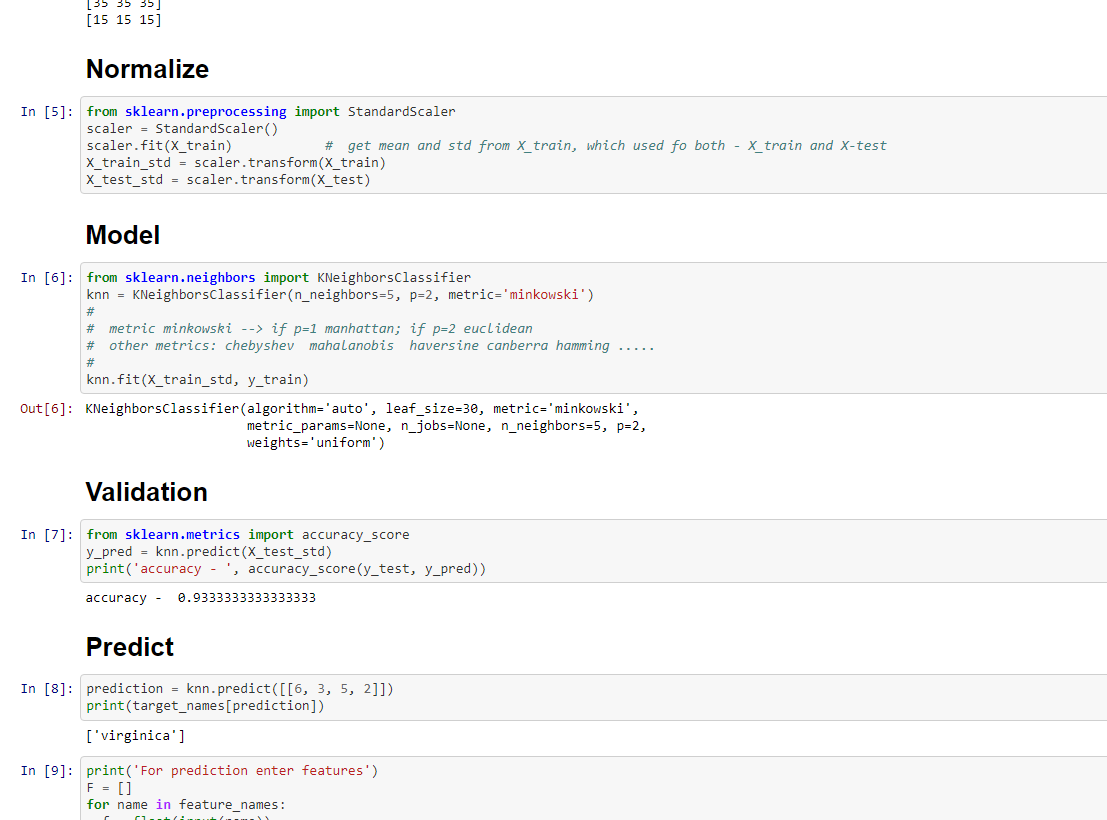 [35 35 35]
[15 15 15]
Normalize
In [5]: from sklearn.preprocessing import StandardScaler
scaler = StandardScaler()
scaler.fit(X_train)            #  get mean and std from X_train, which used fo both - X_train and X-test
X_train_std = scaler.transform(X_train)
X_test_std = scaler.transform(X_test)
Model
In [6]: from sklearn.neighbors import KNeighborsClassifier
knn = KNeighborsClassifier(n_neighbors=5, p=2, metric='minkowski')
#
#  metric minkowski --> if p=1 manhattan; if p=2 euclidean
#  other metrics: chebyshev  mahalanobis  haversine canberra hamming .....
#
knn.fit(X_train_std, y_train)
Out[6]: KNeighborsClassifier(algorithm='auto', leaf_size=30, metric='minkowski',
metric_params=None, n_jobs=None, n_neighbors=5, p=2,
weights='uniform')
Validation
In [7]: from sklearn.metrics import accuracy_score
y_pred = knn.predict(X_test_std)
print('accuracy - ', accuracy_score(y_test, y_pred))
accuracy -  0.9333333333333333
Predict
In [8]: prediction = knn.predict([[6, 3, 5, 2]])
print(target_names[prediction])
['virginica']
In [9]: print('For prediction enter features')
F = []
for name in feature_names:
f = float(input(name))